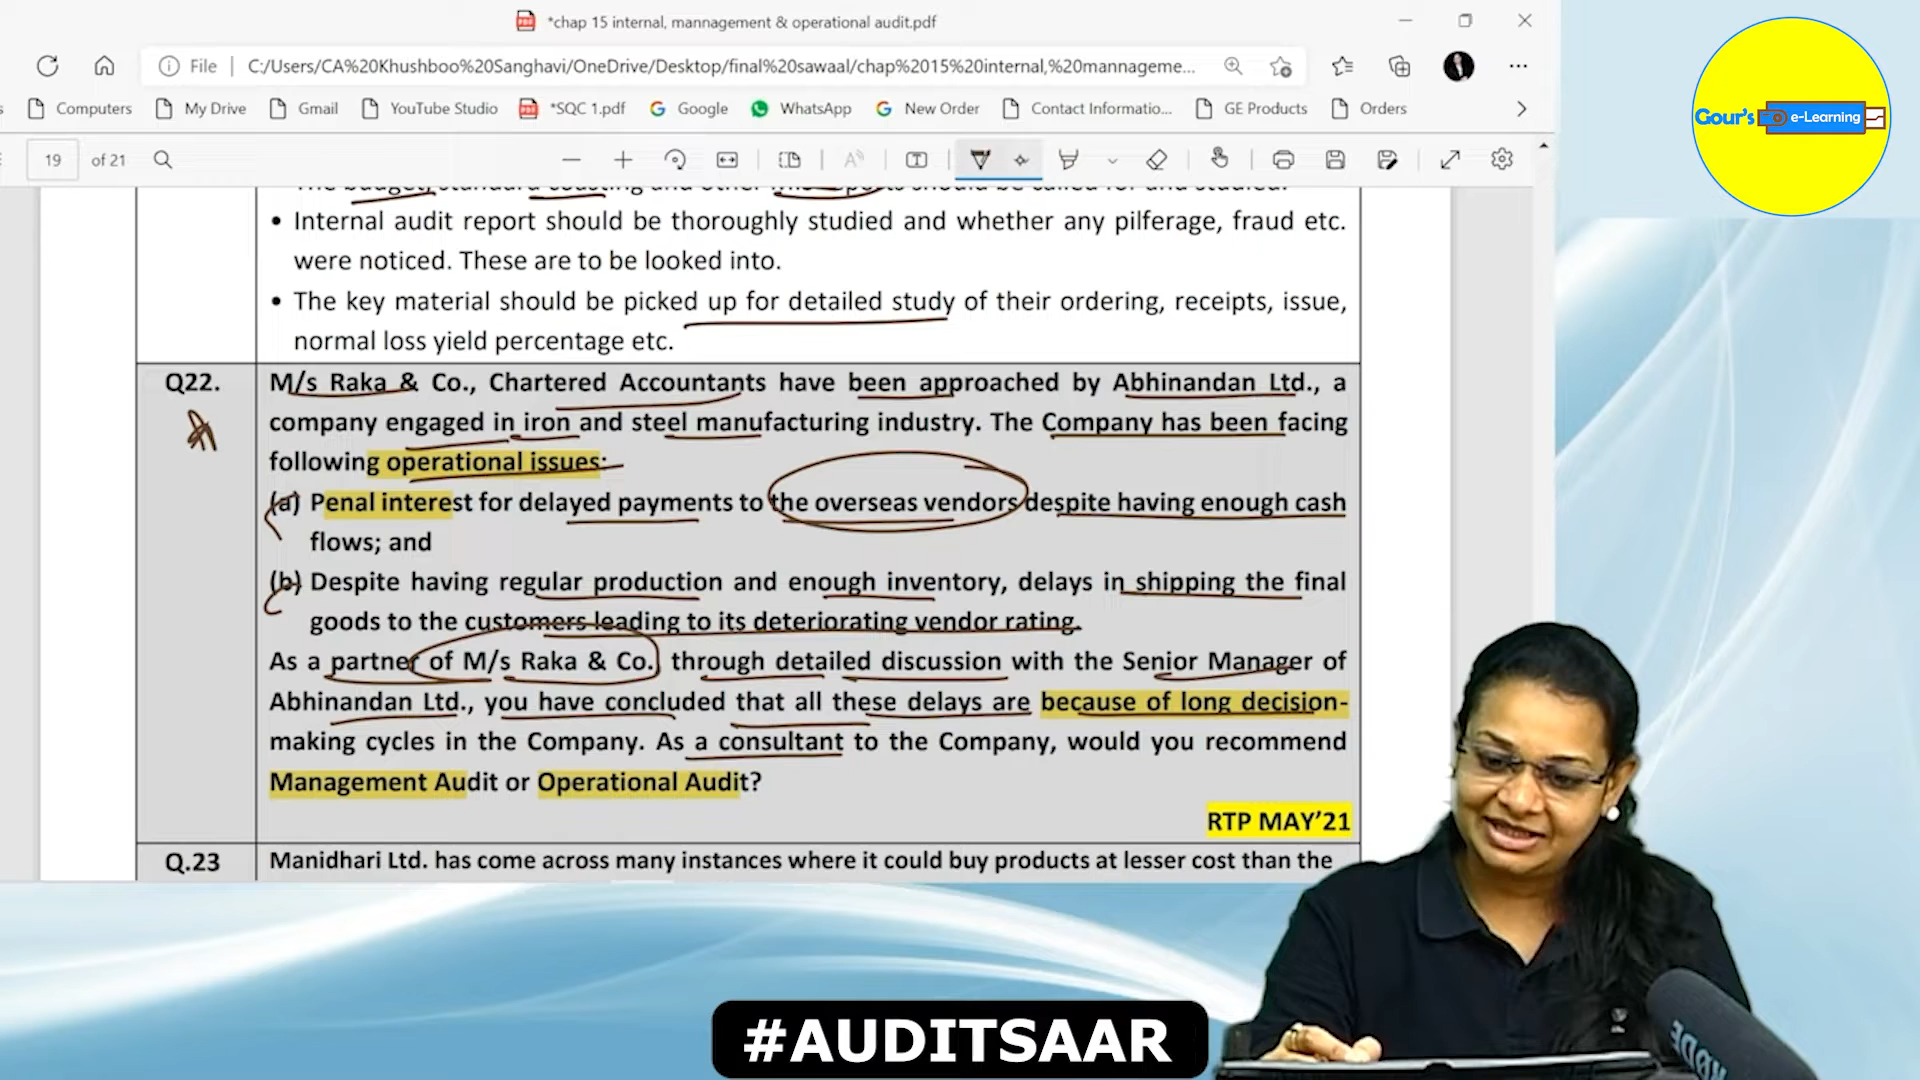 *chap 15 internal, mannagement & operational audit.pdf
File
C:/Users/CA%20Khushboo%20Sanghavi/OneDrive/Desktop/final%20sawaal/chap%2015%20internal,%20mannageme...
Computers
My Drive
Gmail
YouTube Studio
*SQC 1.pdf
Google
WhatsApp
New Order
Contact Informatio...
GE Products
Orders
19
of 21
Gour's e-Learning
• Internal audit report should be thoroughly studied and whether any pilferage, fraud etc.
were noticed. These are to be looked into.
• The key material should be picked up for detailed study of their ordering, receipts, issue,
normal loss yield percentage etc.
Q22.
M/s Raka & Co., Chartered Accountants have been approached by Abhinandan Ltd., a
company engaged in iron and steel manufacturing industry. The Company has been facing
following operational issues:
(a) Penal interest for delayed payments to the overseas vendors despite having enough cash
flows; and
(b) Despite having regular production and enough inventory, delays in shipping the final
goods to the customers leading to its deteriorating vendor rating.
As a partner of M/s Raka & Co. through detailed discussion with the Senior Manager of
Abhinandan Ltd., you have concluded that all these delays are because of long decision-
making cycles in the Company. As a consultant to the Company, would you recommend
Management Audit or Operational Audit?
RTP MAY'21
Q.23
Manidhari Ltd. has come across many instances where it could buy products at lesser cost than the
#AUDITSAAR
RØDE